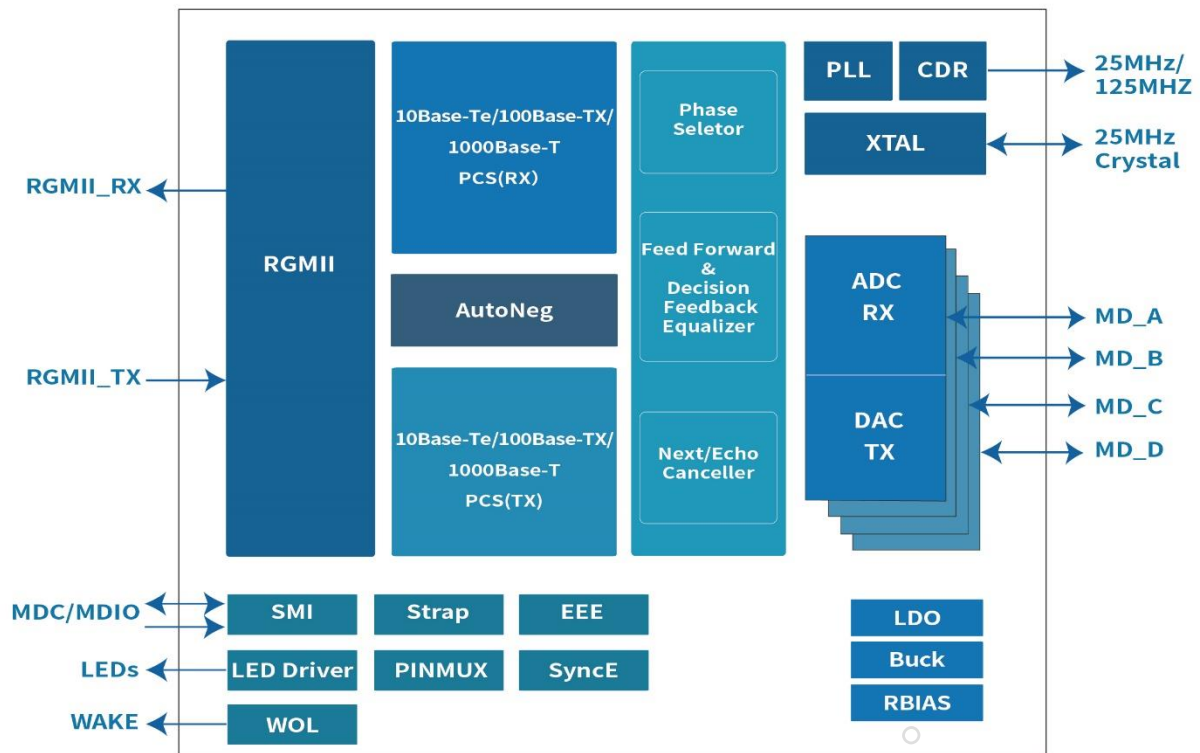 RGMII_RX
RGMII_TX
RGMII
10Base-Te/100Base-TX/
1000Base-T
PCS(RX)
AutoNeg
10Base-Te/100Base-TX/
1000Base-T
PCS(TX)
Phase
Seletor
Feed Forward
&
Decision
Feedback
Equalizer
Next/Echo
Canceller
PLL
CDR
25MHz/
125MHZ
XTAL
25MHz
Crystal
ADC
RX
DAC
TX
MD_A
MD_B
MD_C
MD_D
MDC/MDIO
SMI
Strap
EEE
LEDs
LED Driver
PINMUX
SyncE
WAKE
WOL
LDO
Buck
RBIAS